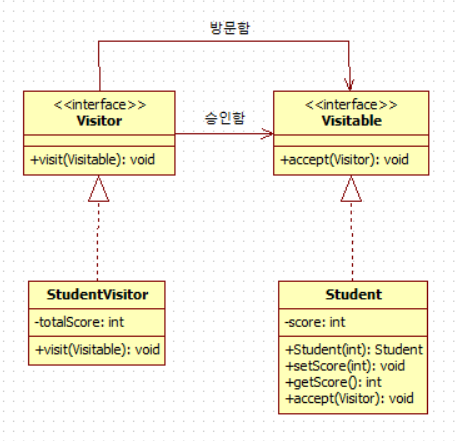 방문함
<<interface>>
Visitor
+visit(Visitable): void
승인함
<<interface>>
Visitable
+accept(Visitor): void
StudentVisitor
-totalScore: int
+visit(Visitable): void
Student
-score: int
+Student(int): Student
+setScore(int): void
+getScore(): int
+accept(Visitor): void